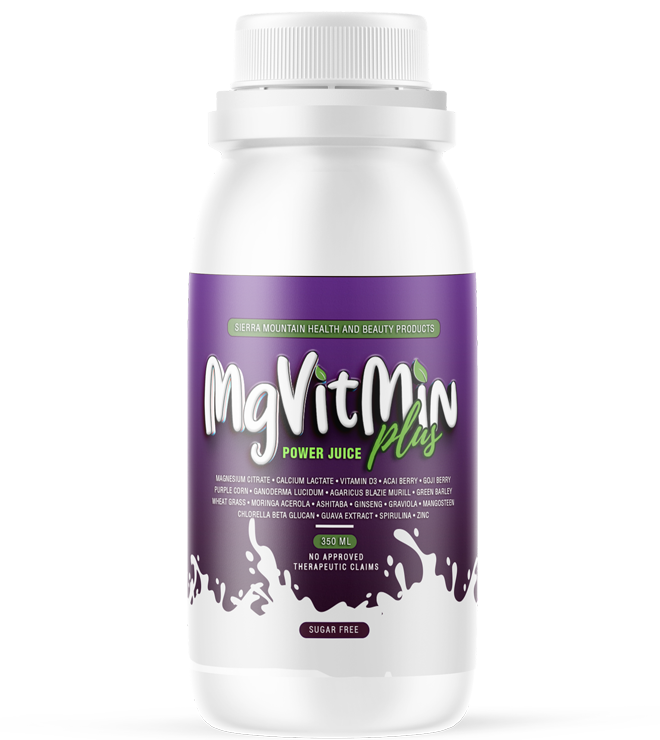 SIERRA MOUNTAIN HEALTH AND BEAUTY PRODUCTS
MgVitMin
plus
POWER JUICE
MAGNESIUM CITRATE • CALCIUM LACTATE • VITAMIN D3 • ACAI BERRY • GOJI BERRY
PURPLE CORN • GANODERMA LUCIDUM • AGARICUS BLAZIE MURILL • GREEN BARLEY
WHEAT GRASS • MORINGA ACEROLA • ASHITABA • GINSENG • GRAVIOLA • MANGOSTEEN
CHLORELLA BETA GLUCAN • GUAVA EXTRACT • SPIRULINA • ZINC
350 ML
NO APPROVED
THERAPEUTIC CLAIMS
SUGAR FREE